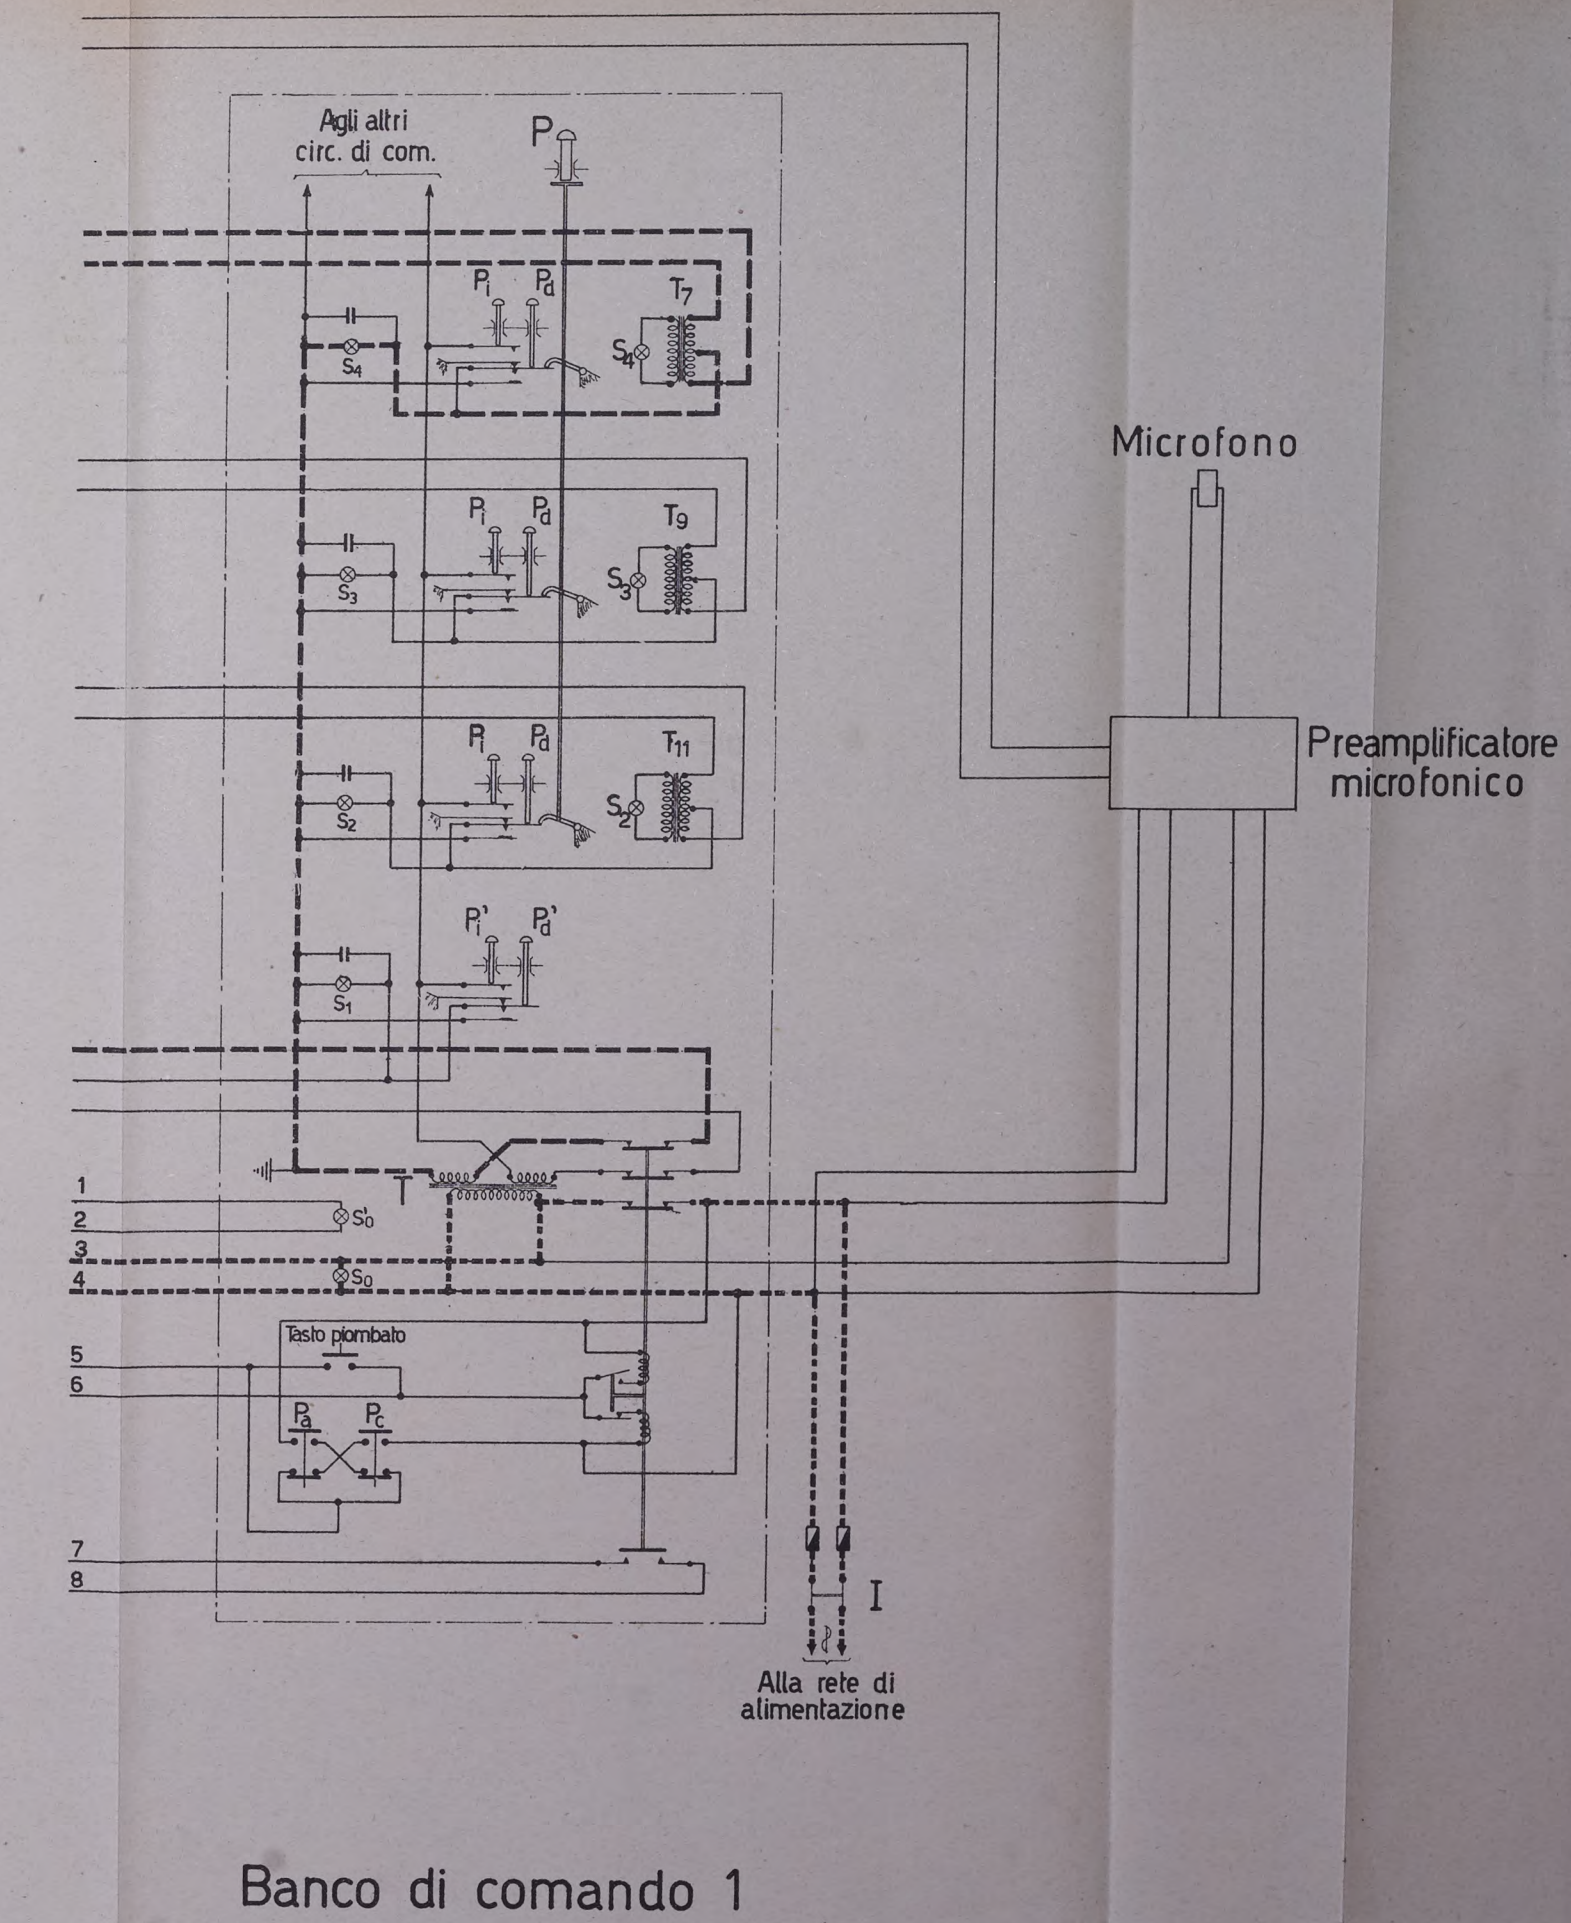 Agli altri
circ. di com.
P
Pi Pd
T7
S4
S4
Microfono
Pi Pd
T9
S3
S3
Pi Pd
T11
S2
S2
Preamplificatore
microfonico
Pi' Pd'
S1
T
1
S'o
2
3
So
4
Tasto piombato
5
6
Pa Pc
7
8
I
Alla rete di
alimentazione
Banco di comando 1